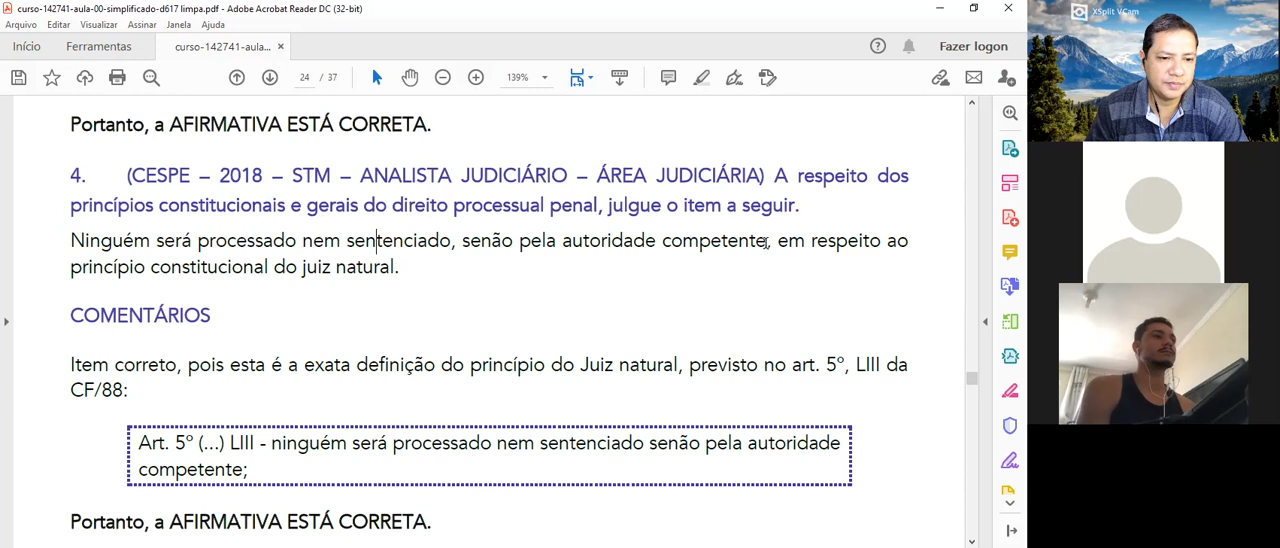 curso-142741-aula-00-simplificado-d617 limpa.pdf - Adobe Acrobat Reader DC (32-bit)
Arquivo Editar Visualizar Assinar Janela Ajuda
Início Ferramentas curso-142741-aula... × Fazer logon
24 / 37 139%
XSplit VCam
Portanto, a AFIRMATIVA ESTÁ CORRETA.
4. (CESPE – 2018 – STM – ANALISTA JUDICIÁRIO – ÁREA JUDICIÁRIA) A respeito dos
princípios constitucionais e gerais do direito processual penal, julgue o item a seguir.
Ninguém será processado nem sentenciado, senão pela autoridade competente, em respeito ao
princípio constitucional do juiz natural.
COMENTÁRIOS
Item correto, pois esta é a exata definição do princípio do Juiz natural, previsto no art. 5º, LIII da
CF/88:
Art. 5º (...) LIII - ninguém será processado nem sentenciado senão pela autoridade
competente;
Portanto, a AFIRMATIVA ESTÁ CORRETA.